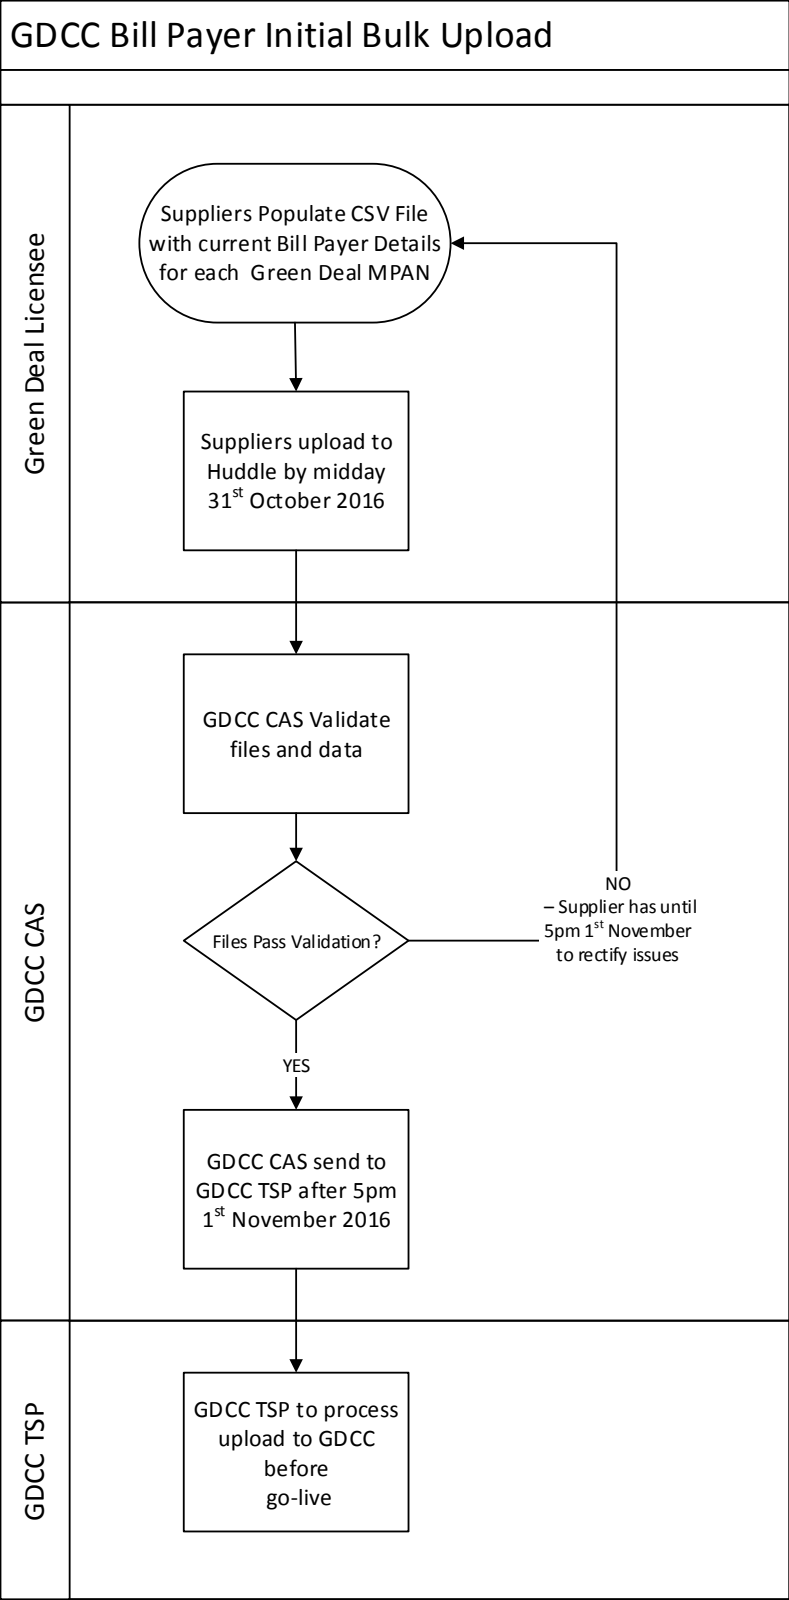 GDCC Bill Payer Initial Bulk Upload
Green Deal Licensee
Suppliers Populate CSV File
with current Bill Payer Details
for each Green Deal MPAN
Suppliers upload to
Huddle by midday
31st October 2016
GDCC CAS
GDCC CAS Validate
files and data
Files Pass Validation?
NO
– Supplier has until
5pm 1st November
to rectify issues
YES
GDCC CAS send to
GDCC TSP after 5pm
1st November 2016
GDCC TSP
GDCC TSP to process
upload to GDCC
before
go-live